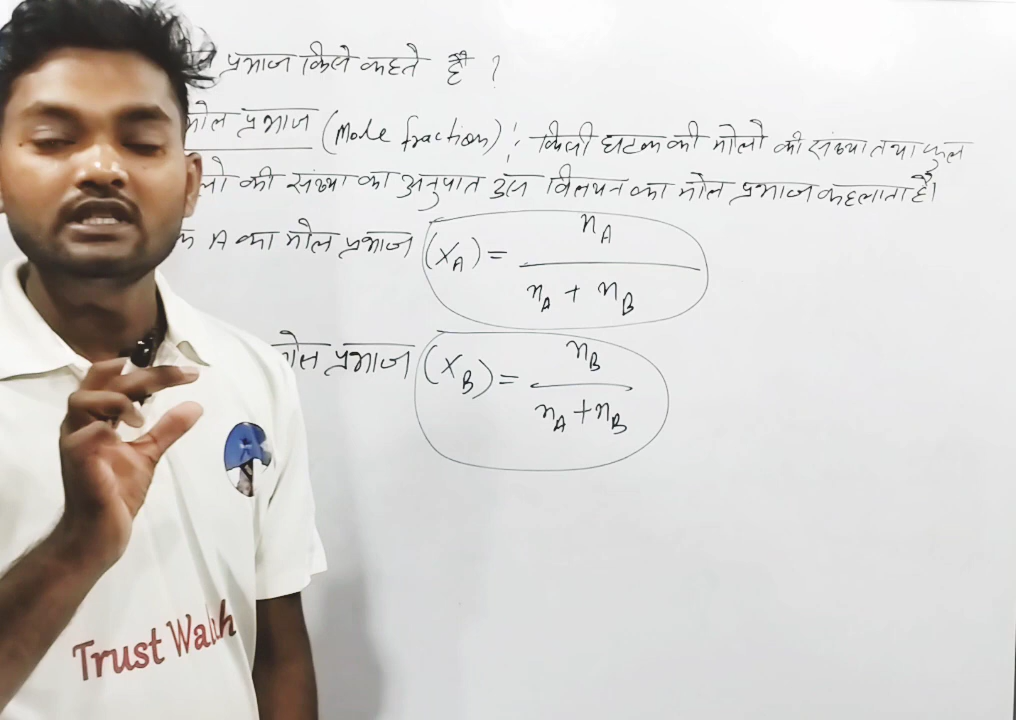 प्रभाज किसे कहते हैं ?
मोल प्रभाज (Mole fraction) : किसी घटक की मोलो की संख्या तथा कुल
लो की संख्या का अनुपात उस विलयन का मोल प्रभाज कहलाता है।
क A का मोल प्रभाज (xA) = nA / nA + nB
मोल प्रभाज (xB) = nB / nA + nB
Trust Wa